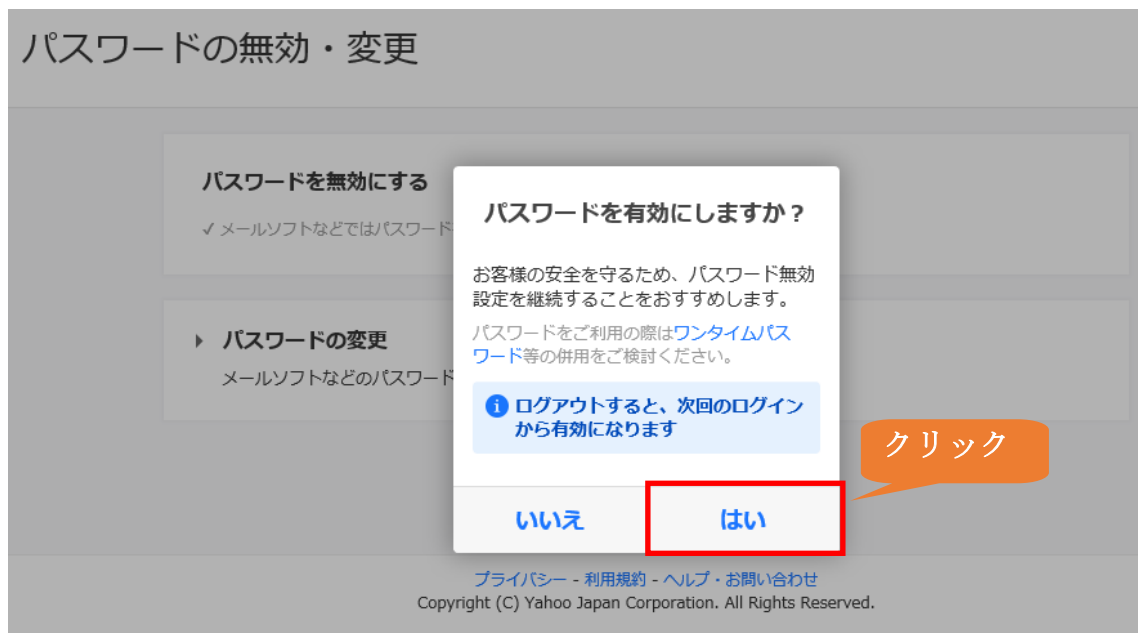 パスワードの無効・変更
パスワードを無効にする
✓ メールソフトなどではパスワード
パスワードを有効にしますか？
お客様の安全を守るため、パスワード無効
設定を継続することをおすすめします。
パスワードをご利用の際はワンタイムパス
ワード等の併用をご検討ください。
ログアウトすると、次回のログイン
から有効になります
いいえ
はい
クリック
パスワードの変更
メールソフトなどのパスワード
プライバシー - 利用規約 - ヘルプ・お問い合わせ
Copyright (C) Yahoo Japan Corporation. All Rights Reserved.